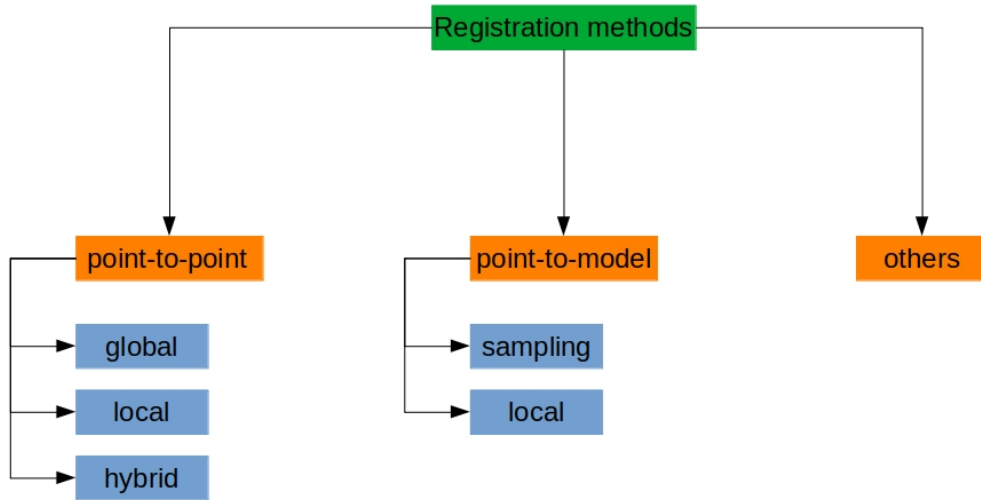 Registration methods
point-to-point
point-to-model
others
global
sampling
local
local
hybrid